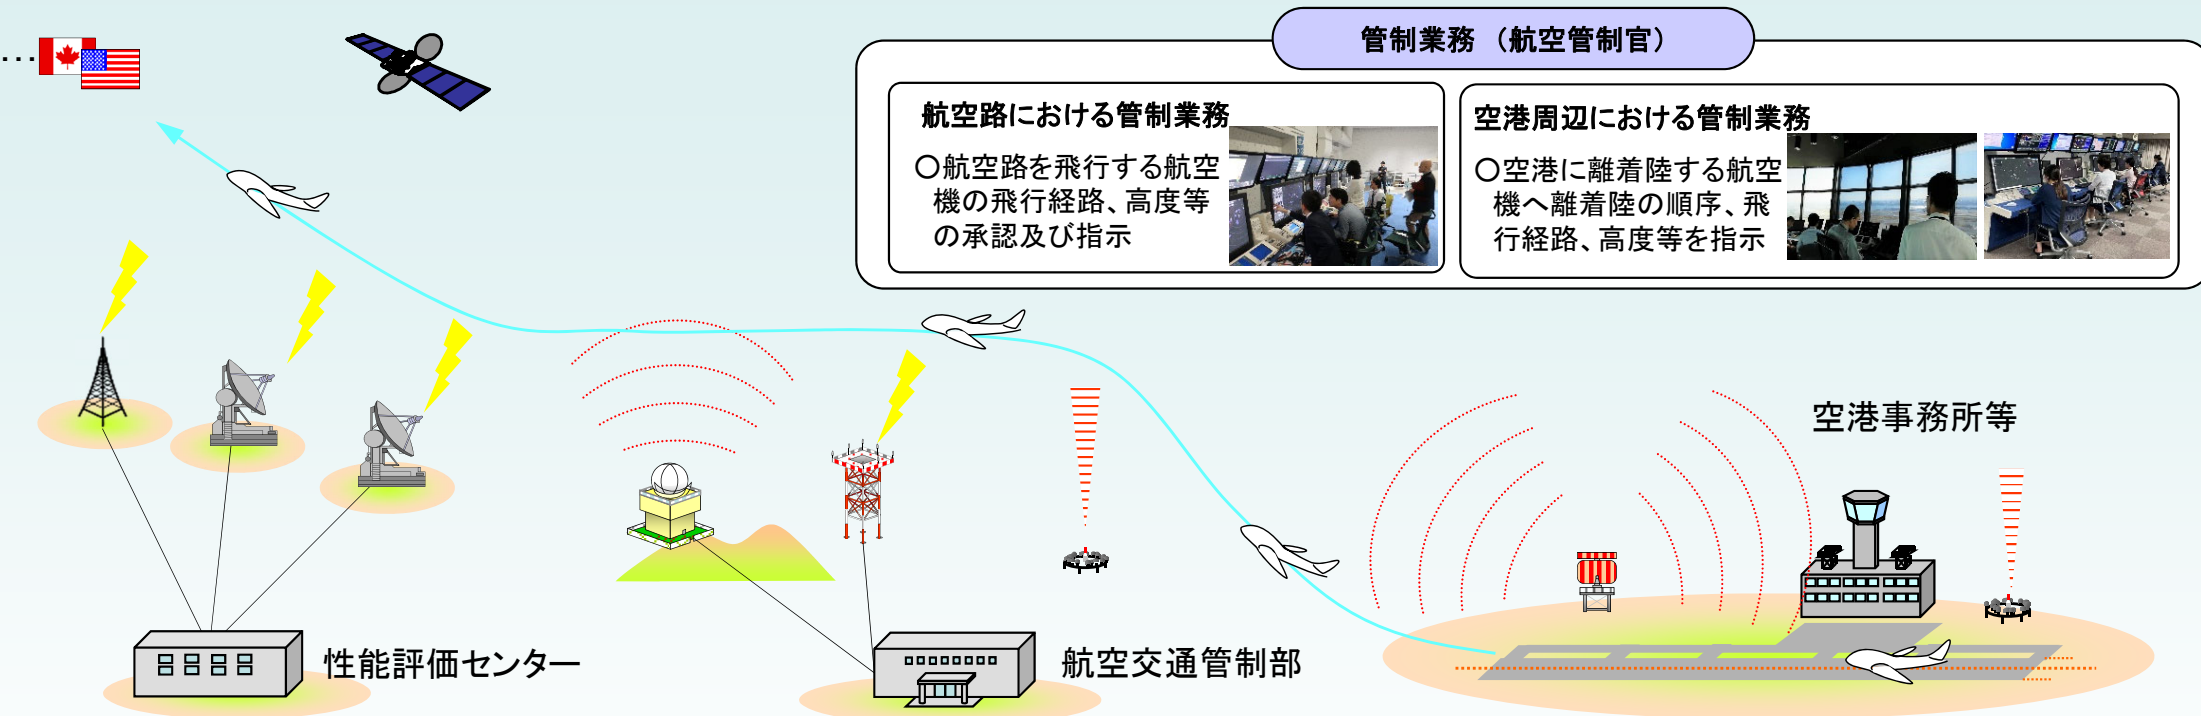 管制業務 （航空管制官）
航空路における管制業務
〇航空路を飛行する航空
機の飛行経路、高度等
の承認及び指示
空港周辺における管制業務
〇空港に離着陸する航空
機へ離着陸の順序、飛
行経路、高度等を指示
…
空港事務所等
性能評価センター
航空交通管制部